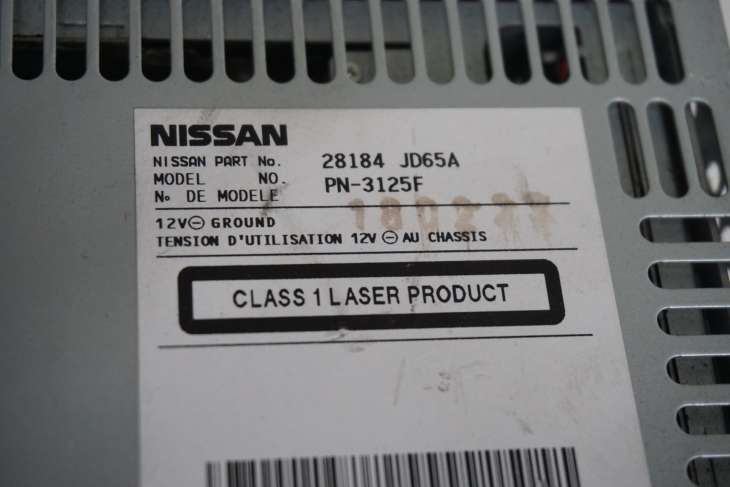 NISSAN
NISSAN PART No. 28184 JD65A
MODEL NO. PN-3125F
No DE MODELE
12V⊖ GROUND
TENSION D'UTILISATION 12V ⊖ AU CHASSIS
CLASS 1 LASER PRODUCT